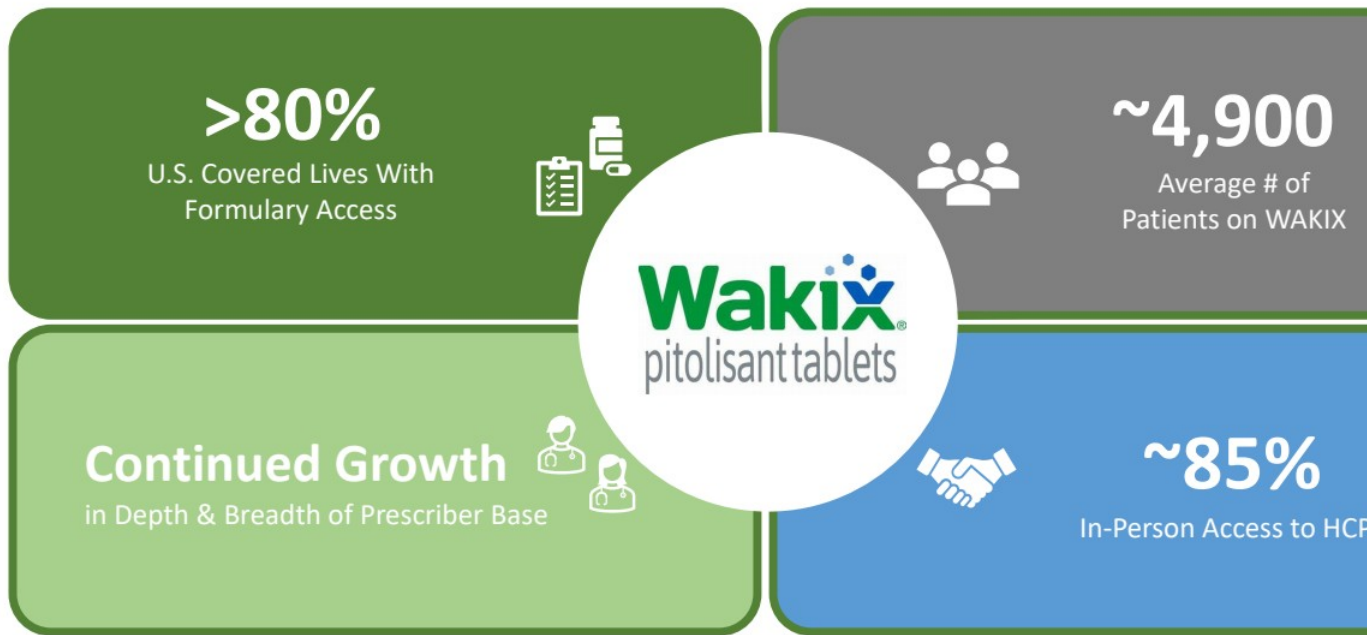 >80%
U.S. Covered Lives With
Formulary Access
~4,900
Average # of
Patients on WAKIX
Wakix®
pitolisant tablets
Continued Growth
in Depth & Breadth of Prescriber Base
~85%
In-Person Access to HCP